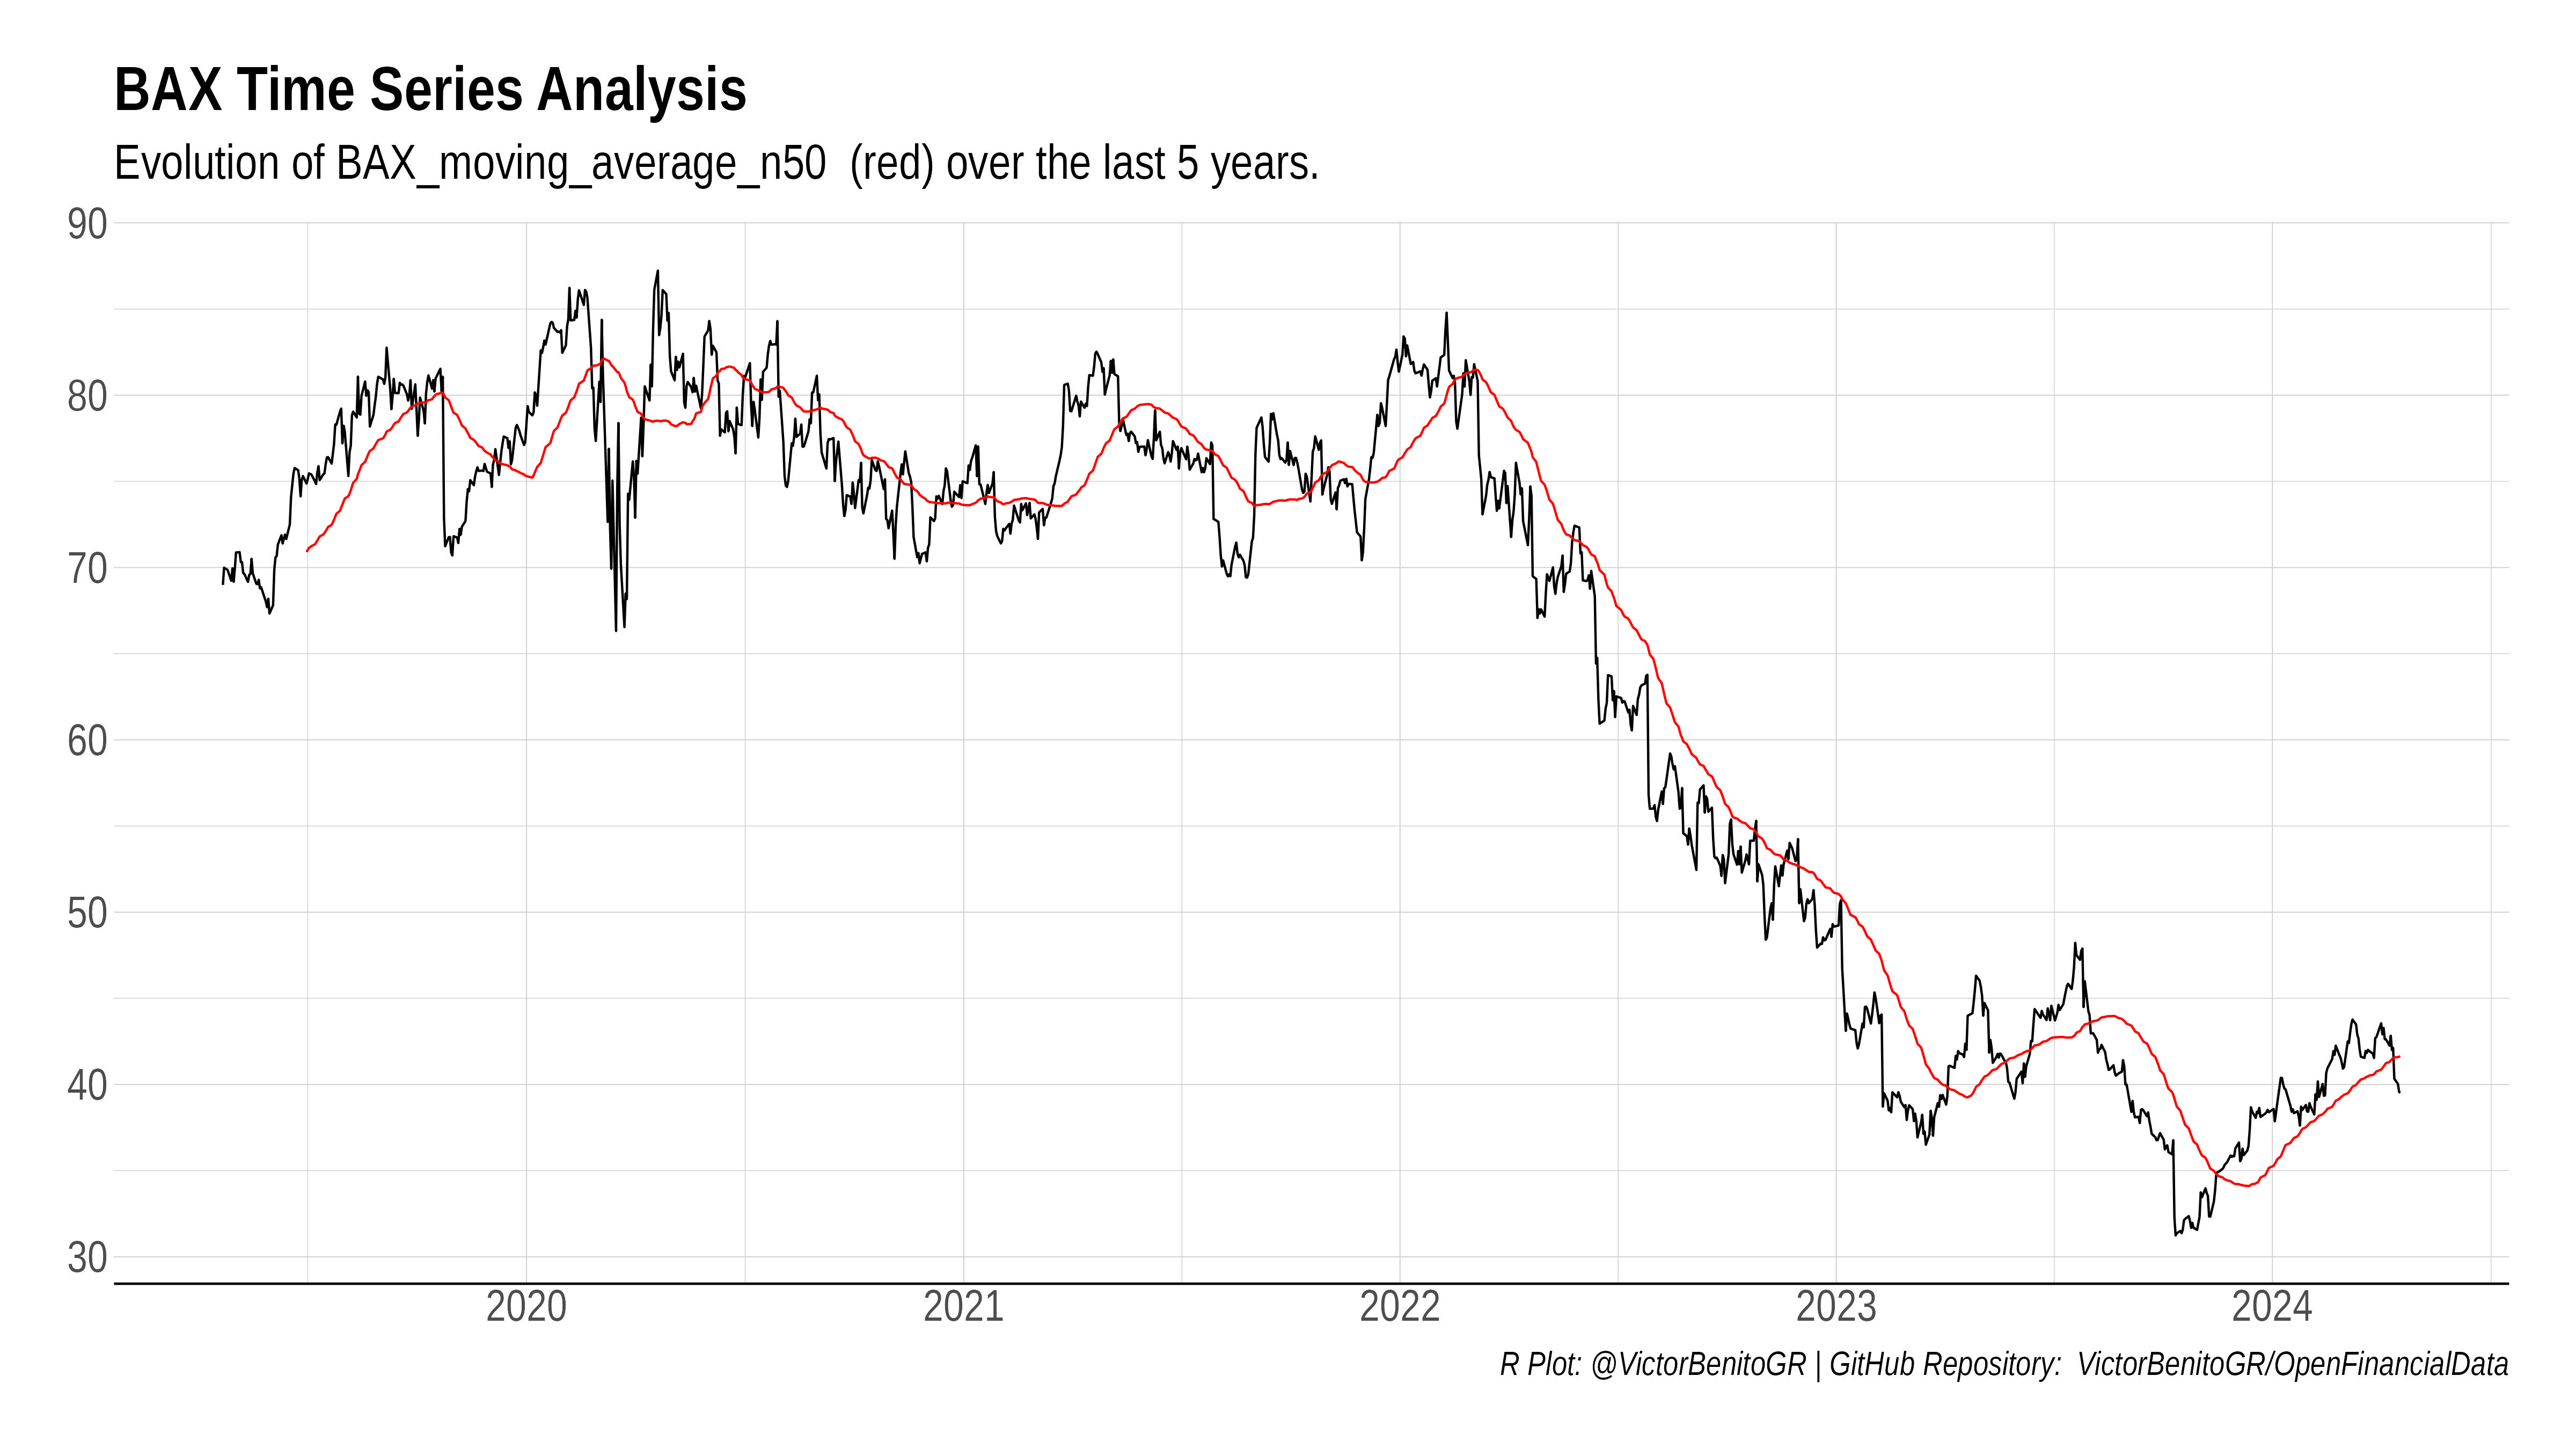 BAX Time Series Analysis
Evolution of BAX_moving_average_n50  (red) over the last 5 years.
90
80
70
60
50
40
30
2020 2021 2022 2023 2024
R Plot: @VictorBenitoGR | GitHub Repository:  VictorBenitoGR/OpenFinancialData